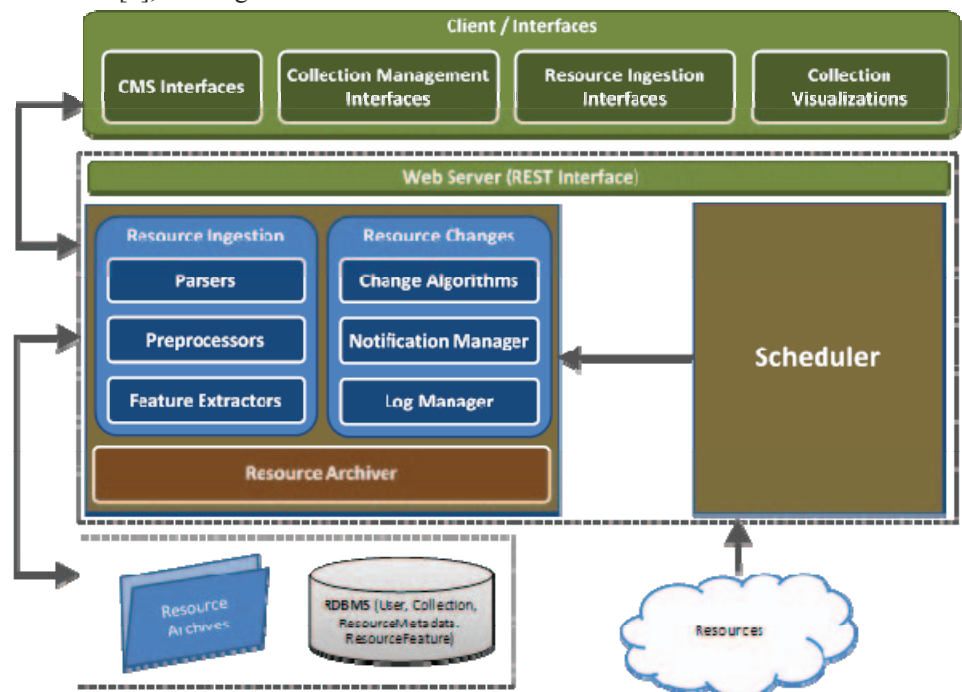 Client / Interfaces
CMS Interfaces
Collection Management
Interfaces
Resource Ingestion
Interfaces
Collection
Visualizations
Web Server (REST Interface)
Resource Ingestion
Parsers
Preprocessors
Feature Extractors
Resource Changes
Change Algorithms
Notification Manager
Log Manager
Resource Archiver
Scheduler
Resource
Archives
RDBMS (User, Collection,
ResourceMetadata,
ResourceFeature)
Resources